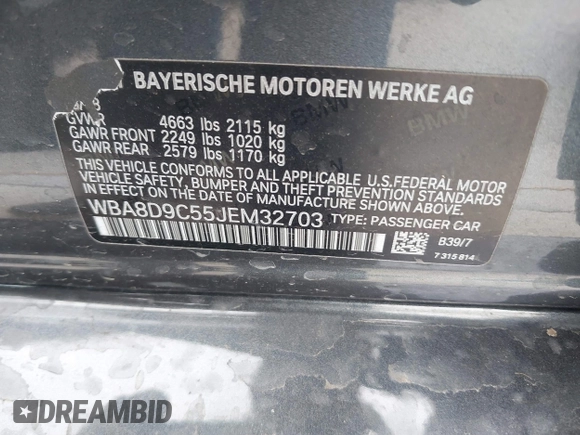 BAYERISCHE MOTOREN WERKE AG
GVWR 4663 lbs 2115 kg
GAWR FRONT 2249 lbs 1020 kg
GAWR REAR 2579 lbs 1170 kg
THIS VEHICLE CONFORMS TO ALL APPLICABLE U.S.FEDERAL MOTOR
VEHICLE SAFETY, BUMPER AND THEFT PREVENTION STANDARDS
IN EFFECT ON THE DATE OF MANUFACTURE SHOWN ABOVE.
WBA8D9C55JEM32703 TYPE: PASSENGER CAR
B39/7
7 315 814
DREAMBID